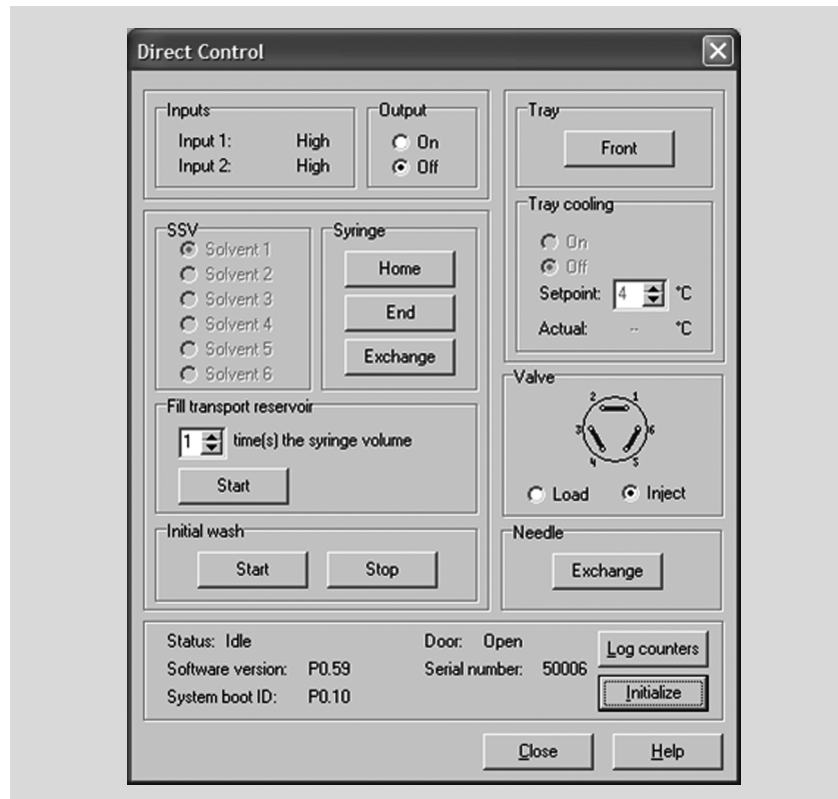 Direct Control
Inputs
Input 1: High
Input 2: High
Output
On
Off
SSV
Solvent 1
Solvent 2
Solvent 3
Solvent 4
Solvent 5
Solvent 6
Syringe
Home
End
Exchange
Fill transport reservoir
1 time(s) the syringe volume
Start
Initial wash
Start Stop
Tray
Front
Tray cooling
On
Off
Setpoint: 4 °C
Actual: -- °C
Valve
2 1
3 6
4 5
Load Inject
Needle
Exchange
Status: Idle Door: Open
Log counters
Software version: P0.59 Serial number: 50006
System boot ID: P0.10
Initialize
Close Help